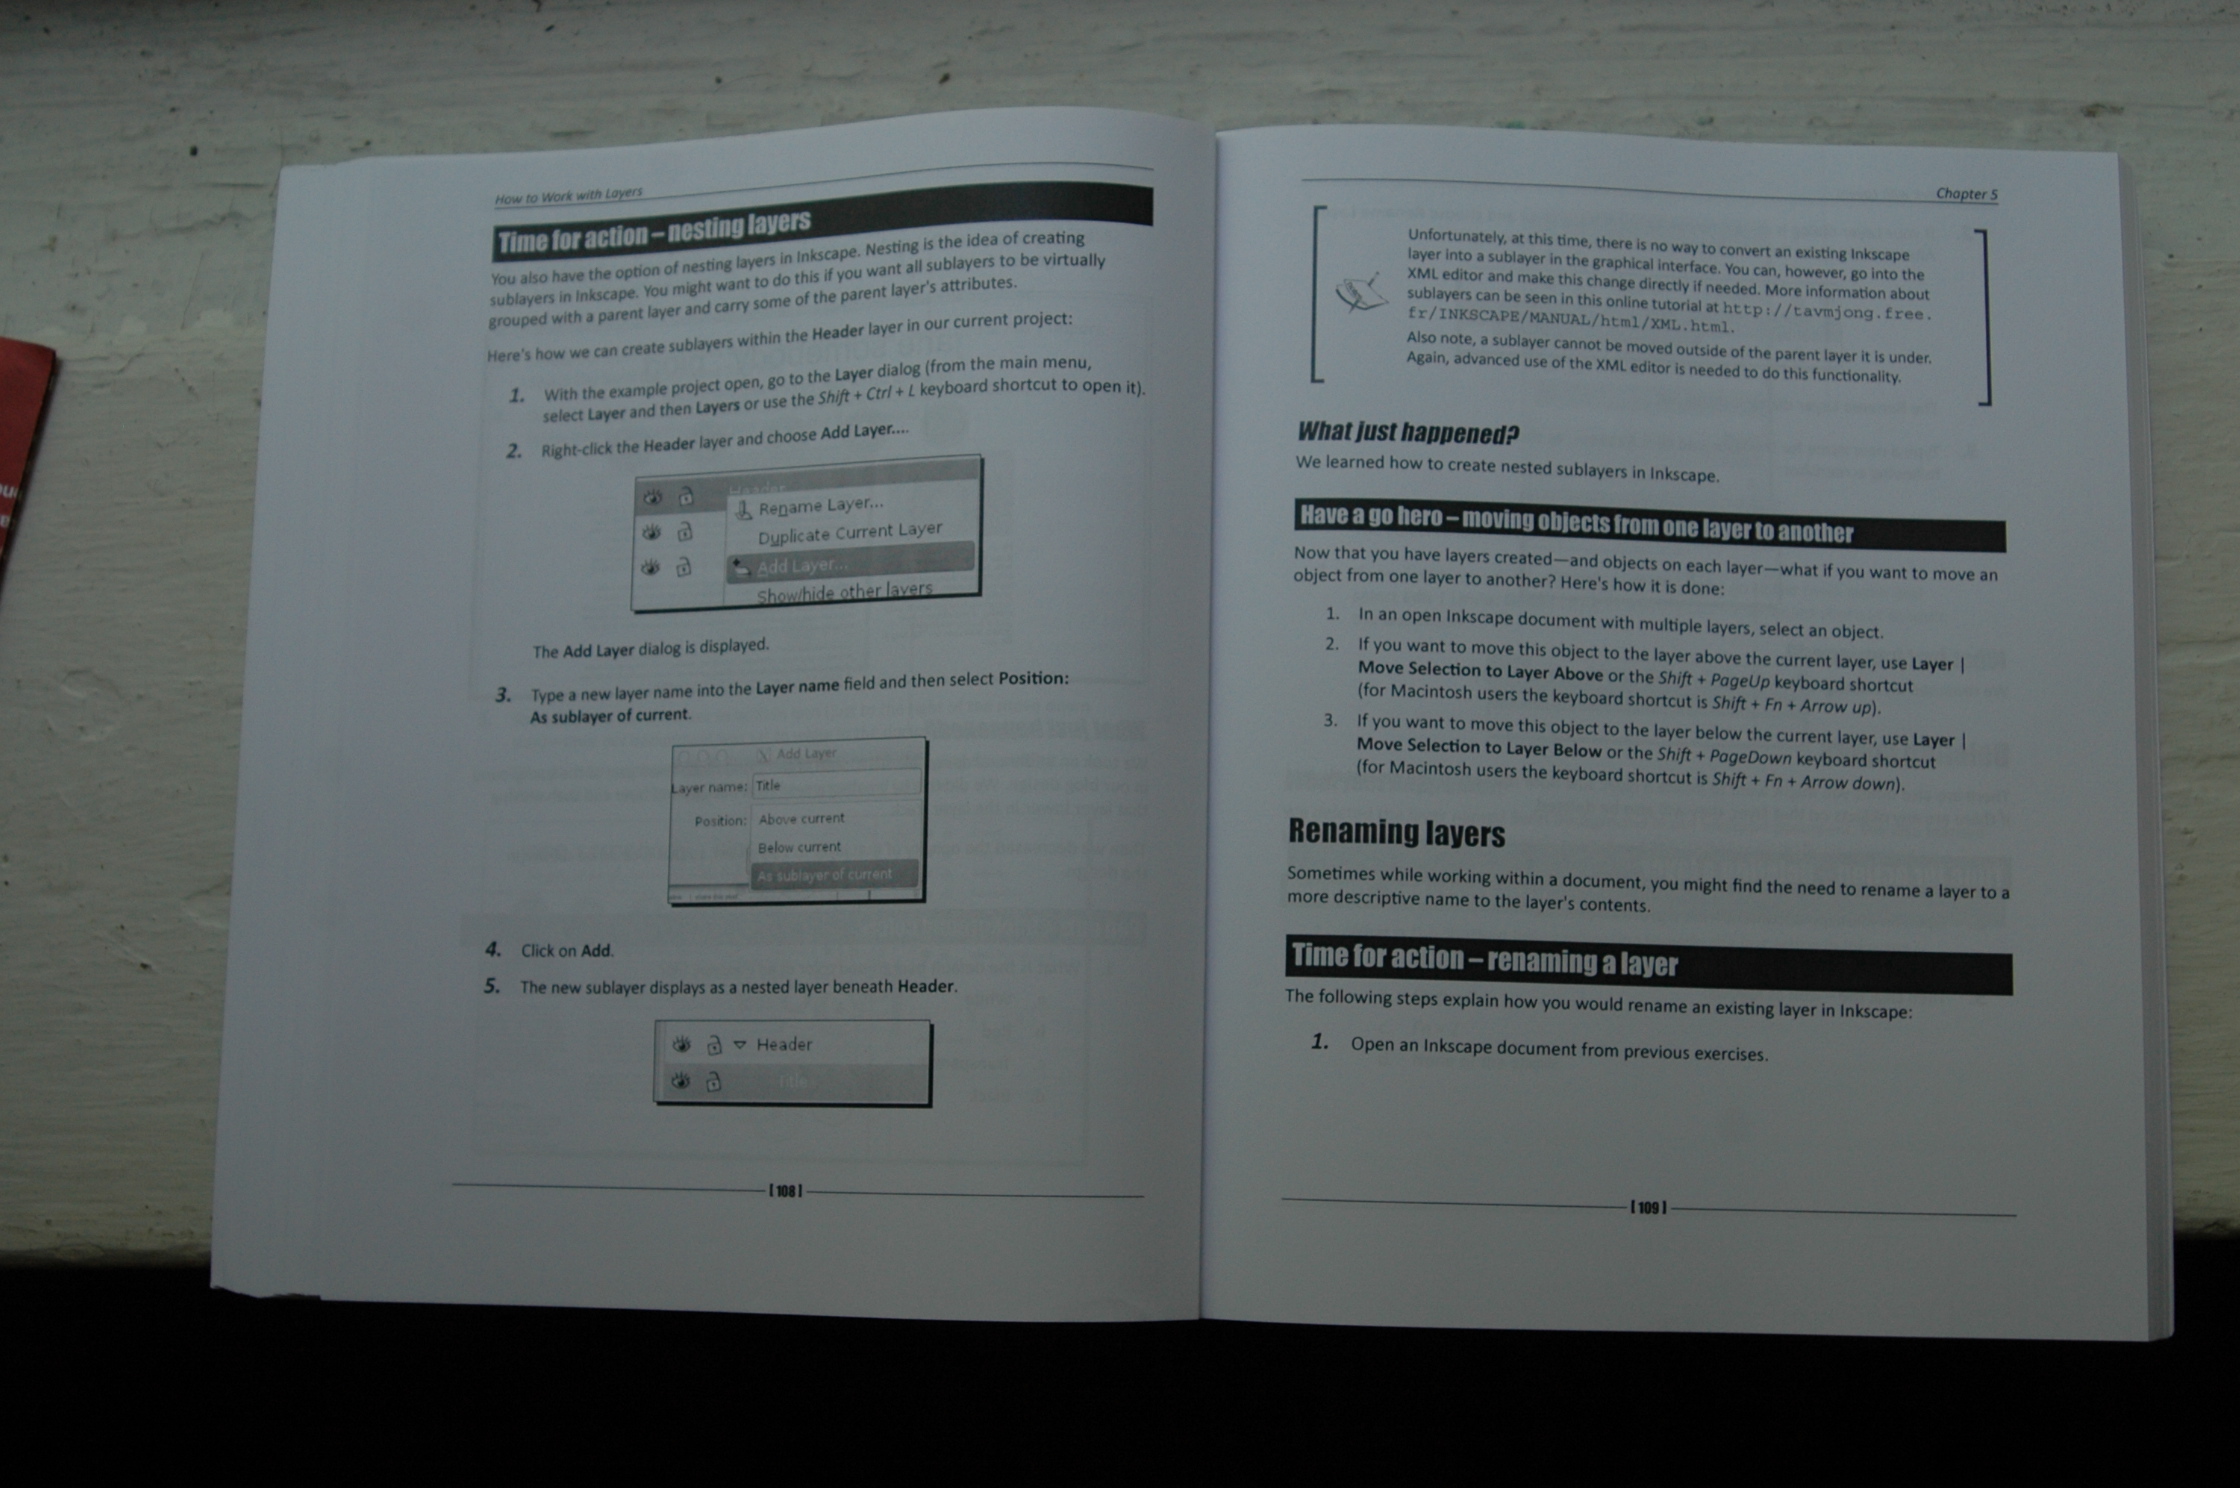 How to Work with Layers
Time for action – nesting layers
You also have the option of nesting layers in Inkscape. Nesting is the idea of creating
sublayers in Inkscape. You might want to do this if you want all sublayers to be virtually
grouped with a parent layer and carry some of the parent layer's attributes.
Here's how we can create sublayers within the Header layer in our current project:
1. With the example project open, go to the Layer dialog (from the main menu,
select Layer and then Layers or use the Shift + Ctrl + L keyboard shortcut to open it).
2. Right-click the Header layer and choose Add Layer....
Header
Rename Layer...
Duplicate Current Layer
Add Layer...
Show/hide other layers
The Add Layer dialog is displayed.
3. Type a new layer name into the Layer name field and then select Position:
As sublayer of current.
Add Layer
Layer name: Title
Position: Above current
Below current
As sublayer of current
4. Click on Add.
5. The new sublayer displays as a nested layer beneath Header.
Header
Title
[ 108 ]
Chapter 5
Unfortunately, at this time, there is no way to convert an existing Inkscape
layer into a sublayer in the graphical interface. You can, however, go into the
XML editor and make this change directly if needed. More information about
sublayers can be seen in this online tutorial at http://tavmjong.free.
fr/INKSCAPE/MANUAL/html/XML.html.
Also note, a sublayer cannot be moved outside of the parent layer it is under.
Again, advanced use of the XML editor is needed to do this functionality.
What just happened?
We learned how to create nested sublayers in Inkscape.
Have a go hero – moving objects from one layer to another
Now that you have layers created—and objects on each layer—what if you want to move an
object from one layer to another? Here's how it is done:
1. In an open Inkscape document with multiple layers, select an object.
2. If you want to move this object to the layer above the current layer, use Layer |
Move Selection to Layer Above or the Shift + PageUp keyboard shortcut
(for Macintosh users the keyboard shortcut is Shift + Fn + Arrow up).
3. If you want to move this object to the layer below the current layer, use Layer |
Move Selection to Layer Below or the Shift + PageDown keyboard shortcut
(for Macintosh users the keyboard shortcut is Shift + Fn + Arrow down).
Renaming layers
Sometimes while working within a document, you might find the need to rename a layer to a
more descriptive name to the layer's contents.
Time for action – renaming a layer
The following steps explain how you would rename an existing layer in Inkscape:
1. Open an Inkscape document from previous exercises.
[ 109 ]